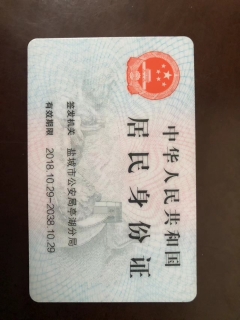 中华人民共和国
居民身份证
签发机关 盐城市公安局亭湖分局
有效期限 2018.10.29-2038.10.29